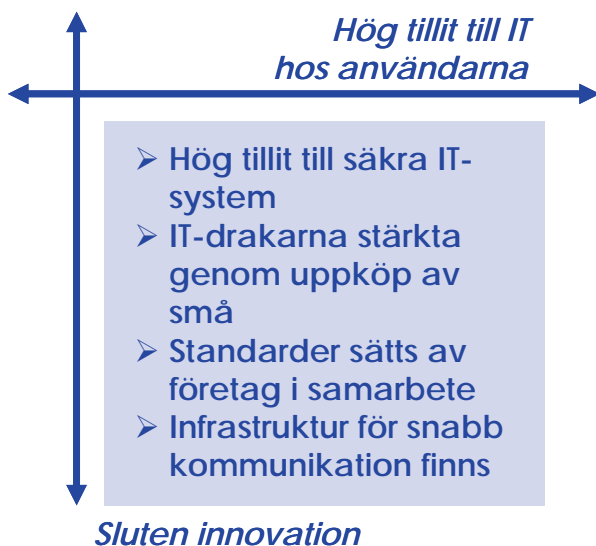 Hög tillit till IT
hos användarna
➢ Hög tillit till säkra IT-
system
➢ IT-drakarna stärkta
genom uppköp av
små
➢ Standarder sätts av
företag i samarbete
➢ Infrastruktur för snabb
kommunikation finns
Sluten innovation